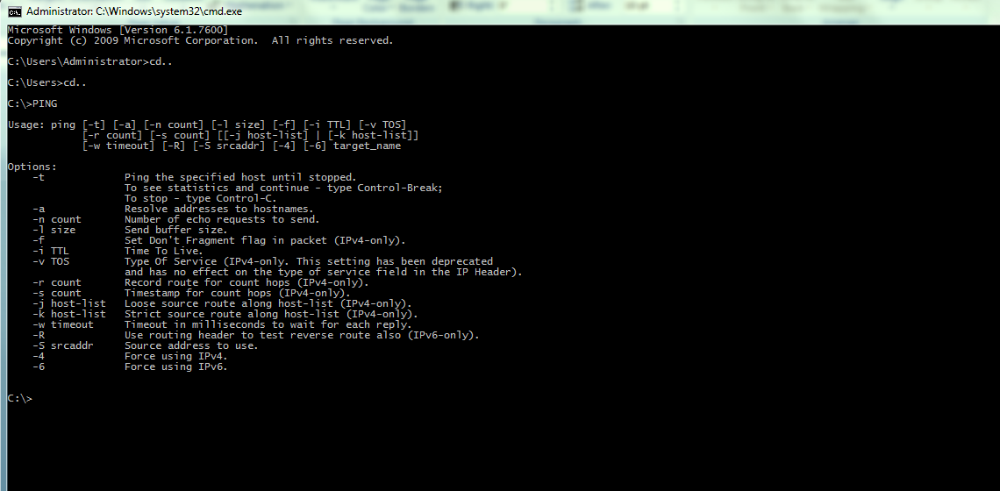 Administrator: C:\Windows\system32\cmd.exe
Microsoft Windows [Version 6.1.7600]
Copyright (c) 2009 Microsoft Corporation.  All rights reserved.
C:\Users\Administrator>cd..
C:\Users>cd..
C:\>PING
Usage: ping [-t] [-a] [-n count] [-l size] [-f] [-i TTL] [-v TOS]
            [-r count] [-s count] [[-j host-list] | [-k host-list]]
            [-w timeout] [-R] [-S srcaddr] [-4] [-6] target_name
Options:
    -t             Ping the specified host until stopped.
                   To see statistics and continue - type Control-Break;
                   To stop - type Control-C.
    -a             Resolve addresses to hostnames.
    -n count       Number of echo requests to send.
    -l size        Send buffer size.
    -f             Set Don't Fragment flag in packet (IPv4-only).
    -i TTL         Time To Live.
    -v TOS         Type Of Service (IPv4-only. This setting has been deprecated
                   and has no effect on the type of service field in the IP Header).
    -r count       Record route for count hops (IPv4-only).
    -s count       Timestamp for count hops (IPv4-only).
    -j host-list   Loose source route along host-list (IPv4-only).
    -k host-list   Strict source route along host-list (IPv4-only).
    -w timeout     Timeout in milliseconds to wait for each reply.
    -R             Use routing header to test reverse route also (IPv6-only).
    -S srcaddr     Source address to use.
    -4             Force using IPv4.
    -6             Force using IPv6.
C:\>